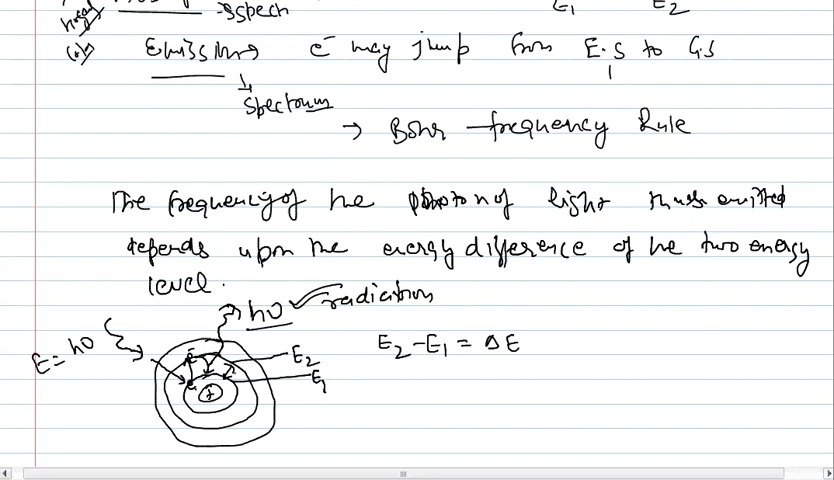 → spech
E₁ E₂
Emission → e⁻ may jump from E.S to G.S
↳ Spectrum
→ Bohr frequency Rule
The frequency of the photon of light thus emitted
depends upon the energy difference of the two energy
level.
hυ radiation
E = hυ
E₂ - E₁ = ΔE
E₂
E₁
e⁻
e
+